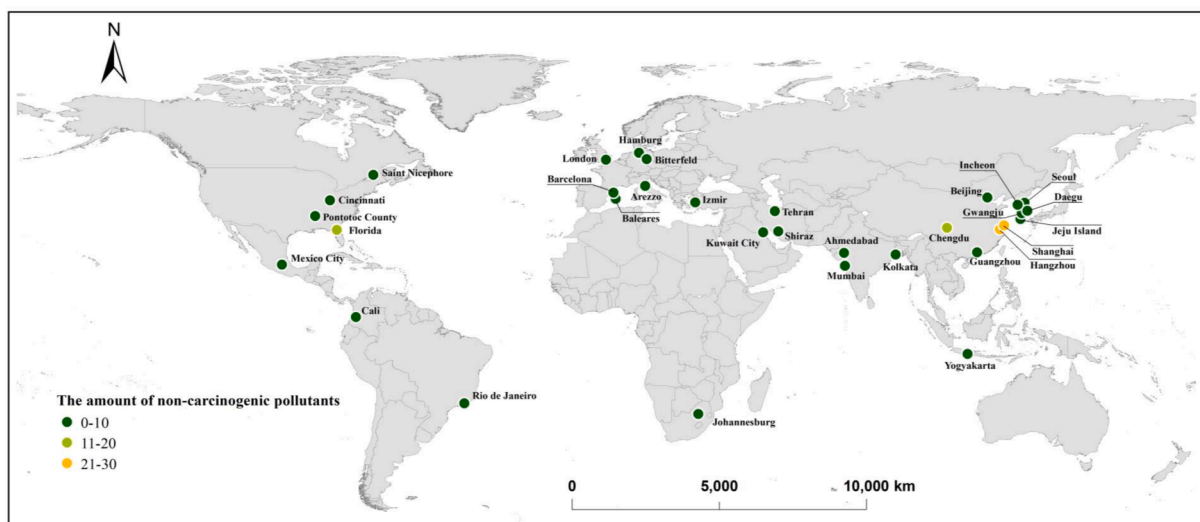 N
Hamburg
London
Bitterfeld
Saint Nicephore
Incheon
Seoul
Barcelona
Beijing
Daegu
Cincinnati
Arezzo
Izmir
Tehran
Gwangju
Pontotoc County
Baleares
Florida
Kuwait City
Shiraz
Chengdu
Jeju Island
Ahmedabad
Shanghai
Mexico City
Kolkata
Guangzhou
Hangzhou
Mumbai
Cali
Yogyakarta
The amount of non-carcinogenic pollutants
Rio de Janeiro
0-10
Johannesburg
11-20
21-30
0
5,000
10,000 km